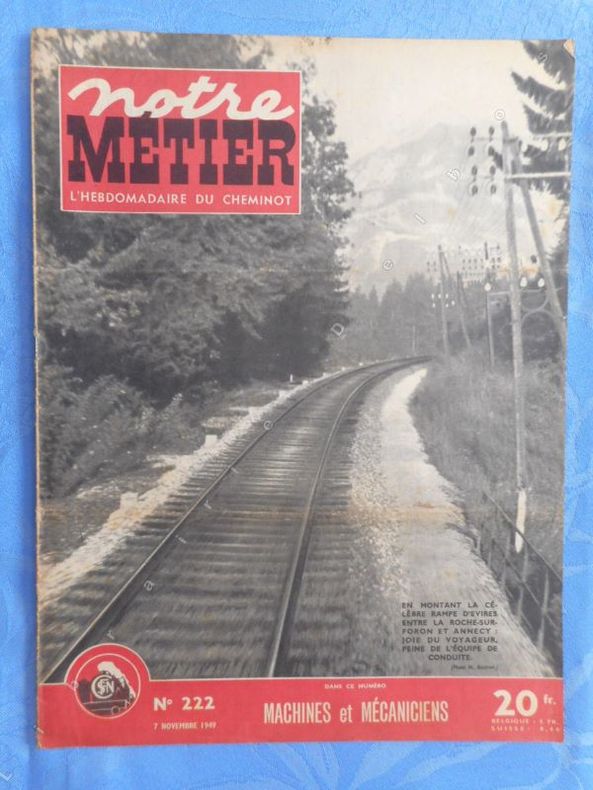 notre
METIER
L'HEBDOMADAIRE DU CHEMINOT
EN MONTANT LA CÉ-
LÈBRE RAMPE D'EVIRES
ENTRE LA ROCHE-SUR-
FORON ET ANNECY :
JOIE DU VOYAGEUR,
PEINE DE L'ÉQUIPE DE
CONDUITE.
SNCF
N° 222
7 NOVEMBRE 1949
DANS CE NUMÉRO
MACHINES et MÉCANICIENS
20 fr.
BELGIQUE
SUISSE